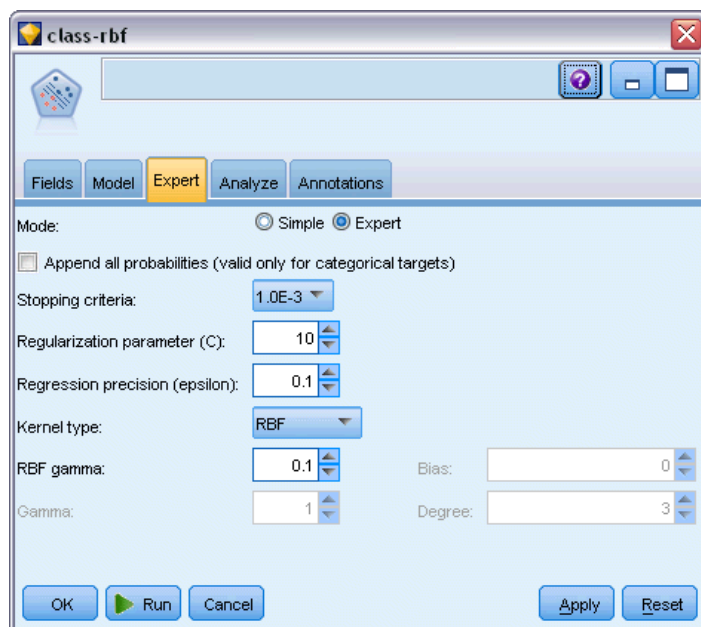 class-rbf
Fields Model Expert Analyze Annotations
Mode: Simple Expert
Append all probabilities (valid only for categorical targets)
Stopping criteria: 1.0E-3
Regularization parameter (C): 10
Regression precision (epsilon): 0.1
Kernel type: RBF
RBF gamma: 0.1 Bias: 0
Gamma: 1 Degree: 3
OK Run Cancel Apply Reset